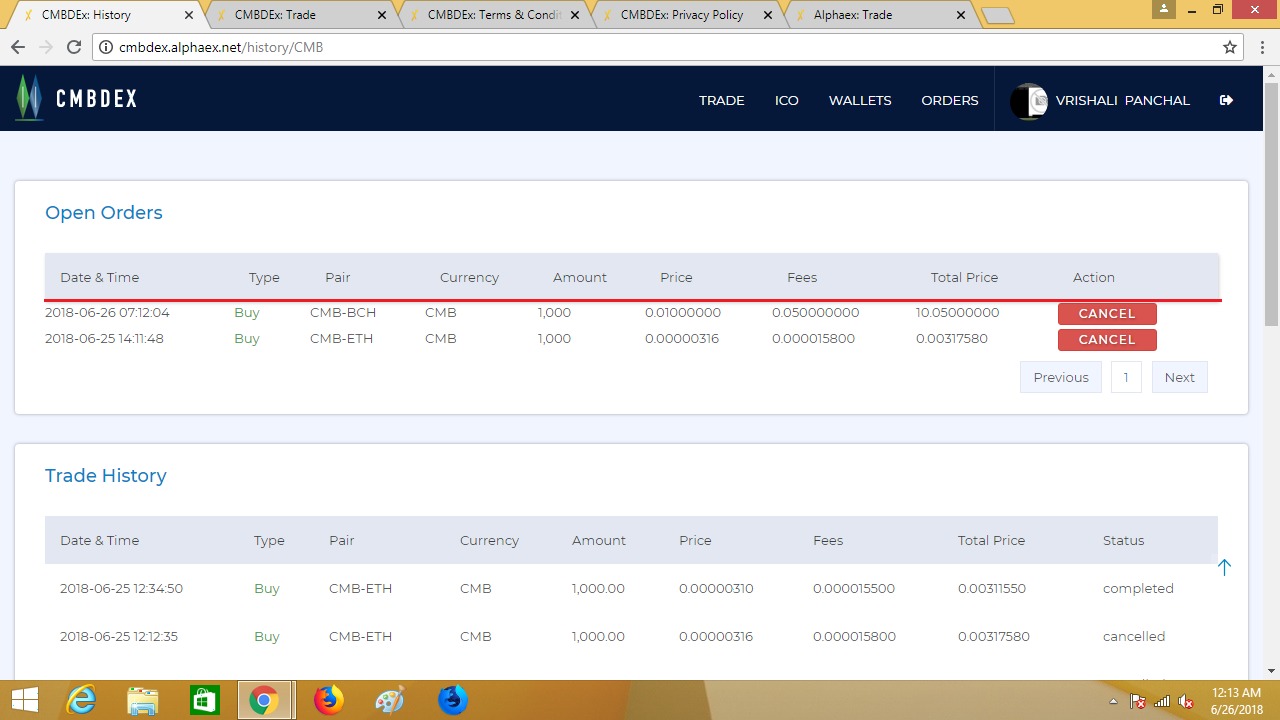 CMBDEx: History
CMBDEx: Trade
CMBDEx: Terms & Condit
CMBDEx: Privacy Policy
Alphaex: Trade
cmbdex.alphaex.net/history/CMB
CMBDEX
TRADE ICO WALLETS ORDERS VRISHALI PANCHAL
Open Orders
Date & Time Type Pair Currency Amount Price Fees Total Price Action
2018-06-26 07:12:04 Buy CMB-BCH CMB 1,000 0.01000000 0.050000000 10.05000000 CANCEL
2018-06-25 14:11:48 Buy CMB-ETH CMB 1,000 0.00000316 0.000015800 0.00317580 CANCEL
Previous 1 Next
Trade History
Date & Time Type Pair Currency Amount Price Fees Total Price Status
2018-06-25 12:34:50 Buy CMB-ETH CMB 1,000.00 0.00000310 0.000015500 0.00311550 completed
2018-06-25 12:12:35 Buy CMB-ETH CMB 1,000.00 0.00000316 0.000015800 0.00317580 cancelled
12:13 AM
6/26/2018